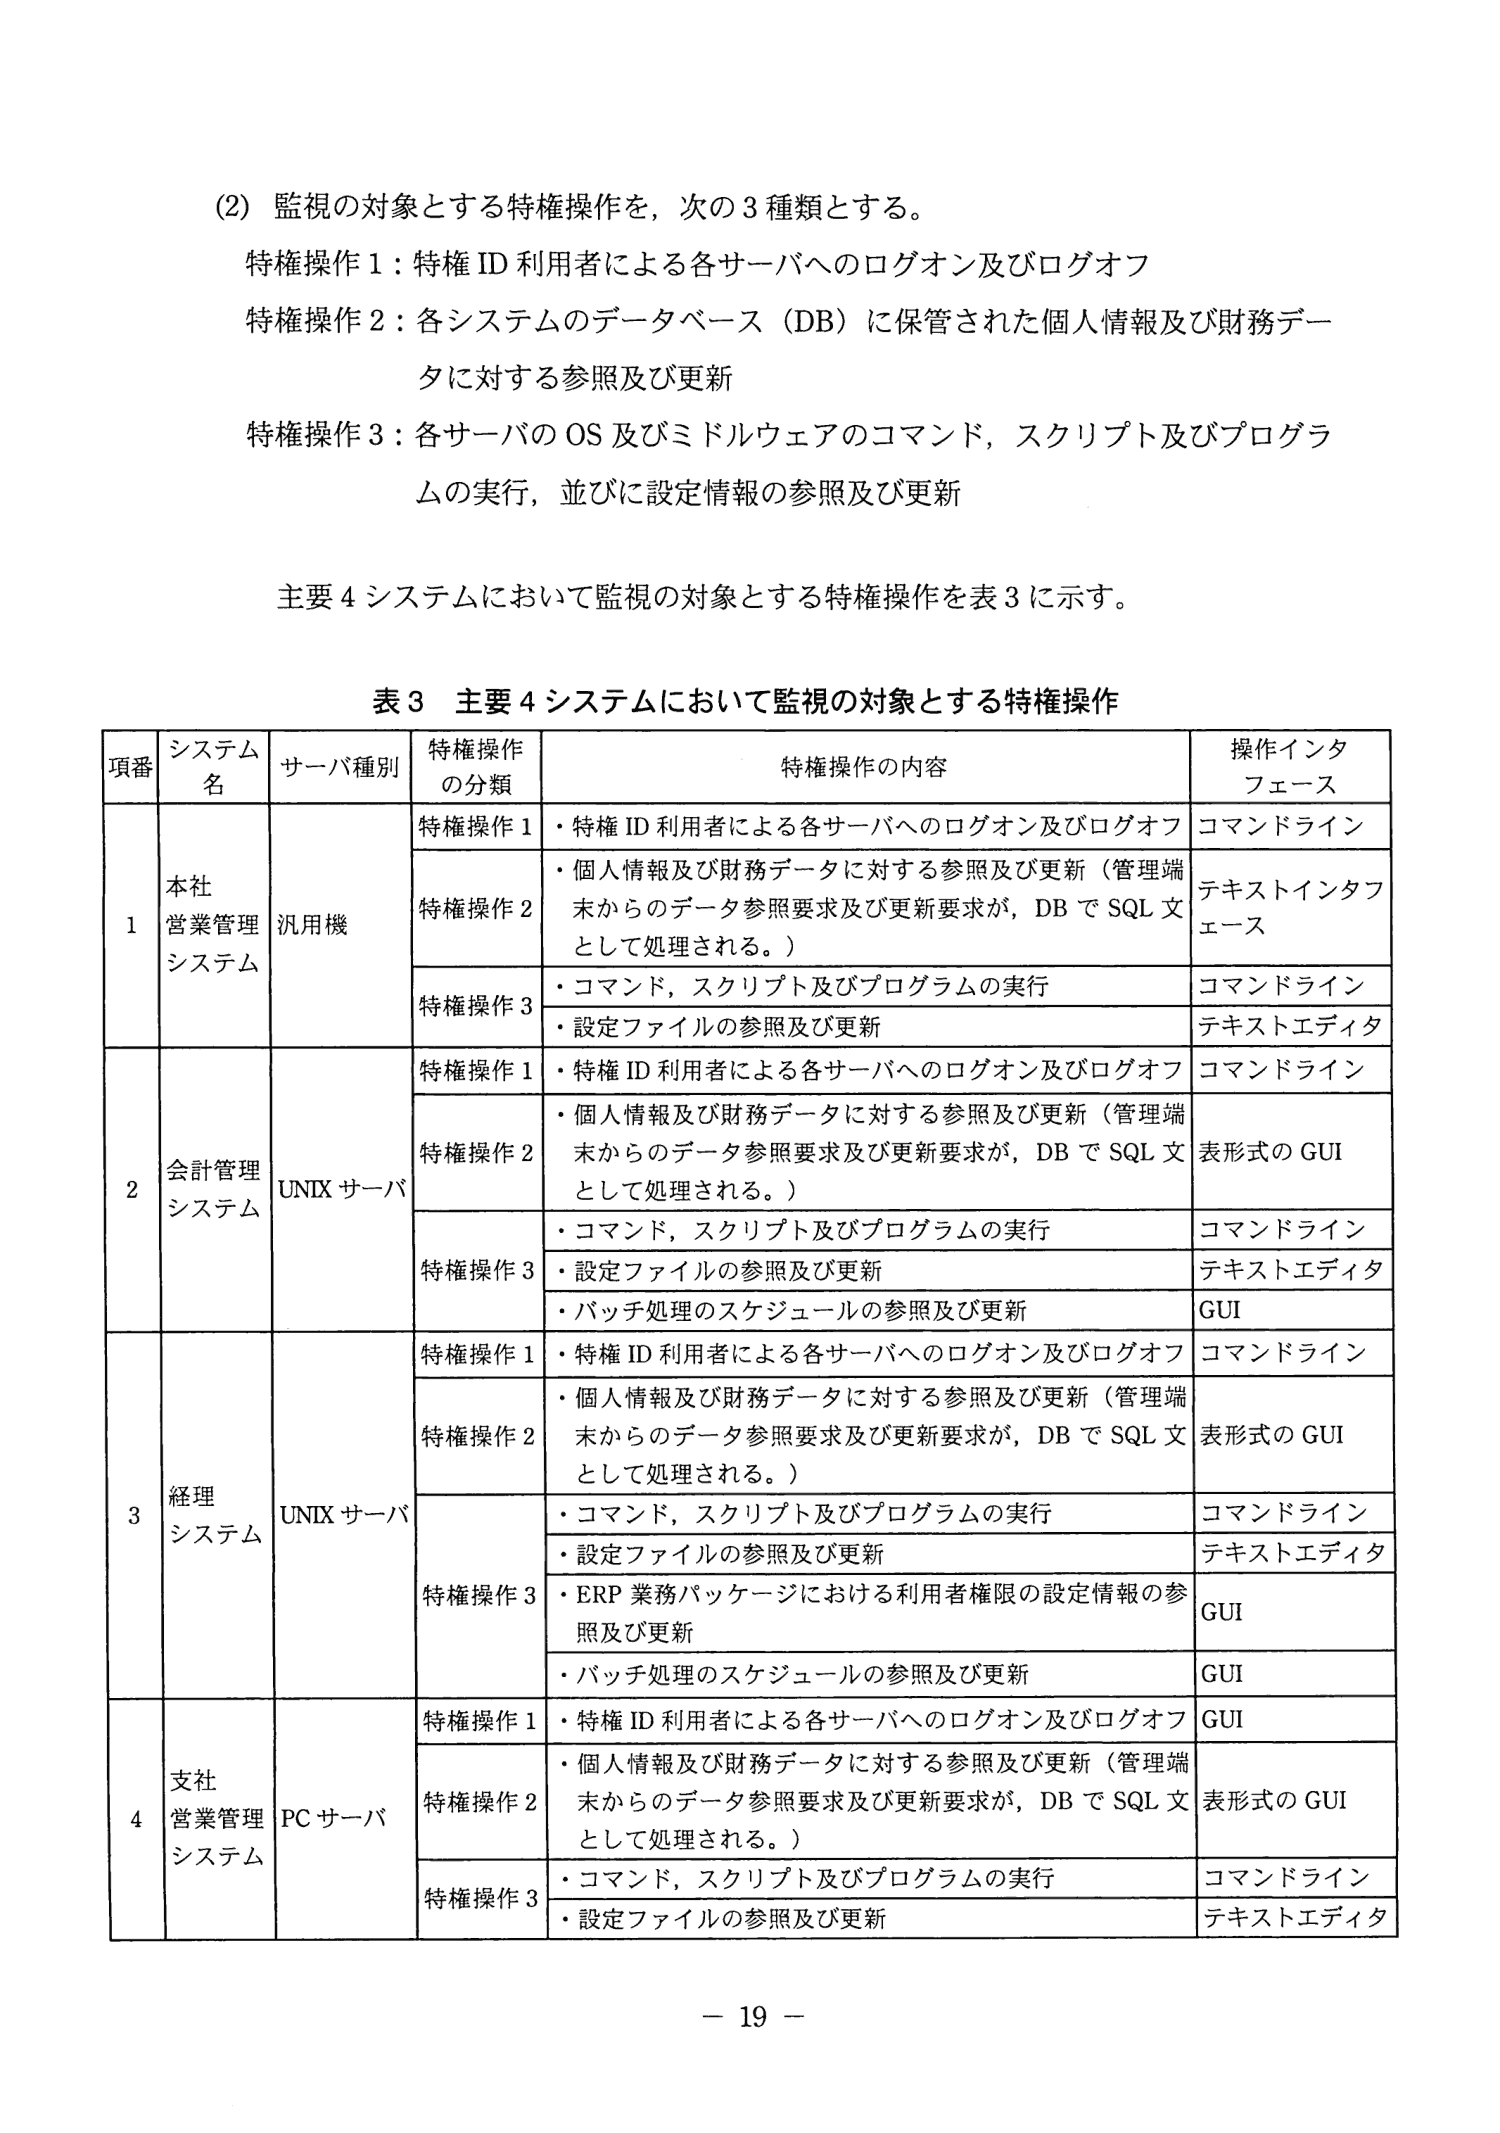 (2) 監視の対象とする特権操作を，次の3種類とする。
特権操作1：特権ID利用者による各サーバへのログオン及びログオフ
特権操作2：各システムのデータベース（DB）に保管された個人情報及び財務デー
タに対する参照及び更新
特権操作3：各サーバのOS及びミドルウェアのコマンド，スクリプト及びプログラ
ムの実行，並びに設定情報の参照及び更新
主要4システムにおいて監視の対象とする特権操作を表3に示す。
表3　主要4システムにおいて監視の対象とする特権操作
項番
システム
名
サーバ種別
特権操作
の分類
特権操作の内容
操作インタ
フェース
1
本社
営業管理
システム
汎用機
特権操作1
・特権ID利用者による各サーバへのログオン及びログオフ
コマンドライン
特権操作2
・個人情報及び財務データに対する参照及び更新（管理端
末からのデータ参照要求及び更新要求が，DBでSQL文
として処理される。）
テキストインタフ
ェース
特権操作3
・コマンド，スクリプト及びプログラムの実行
コマンドライン
・設定ファイルの参照及び更新
テキストエディタ
2
会計管理
システム
UNIXサーバ
特権操作1
・特権ID利用者による各サーバへのログオン及びログオフ
コマンドライン
特権操作2
・個人情報及び財務データに対する参照及び更新（管理端
末からのデータ参照要求及び更新要求が，DBでSQL文
として処理される。）
表形式のGUI
特権操作3
・コマンド，スクリプト及びプログラムの実行
コマンドライン
・設定ファイルの参照及び更新
テキストエディタ
・バッチ処理のスケジュールの参照及び更新
GUI
3
経理
システム
UNIXサーバ
特権操作1
・特権ID利用者による各サーバへのログオン及びログオフ
コマンドライン
特権操作2
・個人情報及び財務データに対する参照及び更新（管理端
末からのデータ参照要求及び更新要求が，DBでSQL文
として処理される。）
表形式のGUI
特権操作3
・コマンド，スクリプト及びプログラムの実行
コマンドライン
・設定ファイルの参照及び更新
テキストエディタ
・ERP業務パッケージにおける利用者権限の設定情報の参
照及び更新
GUI
・バッチ処理のスケジュールの参照及び更新
GUI
4
支社
営業管理
システム
PCサーバ
特権操作1
・特権ID利用者による各サーバへのログオン及びログオフ
GUI
特権操作2
・個人情報及び財務データに対する参照及び更新（管理端
末からのデータ参照要求及び更新要求が，DBでSQL文
として処理される。）
表形式のGUI
特権操作3
・コマンド，スクリプト及びプログラムの実行
コマンドライン
・設定ファイルの参照及び更新
テキストエディタ
－ 19 －